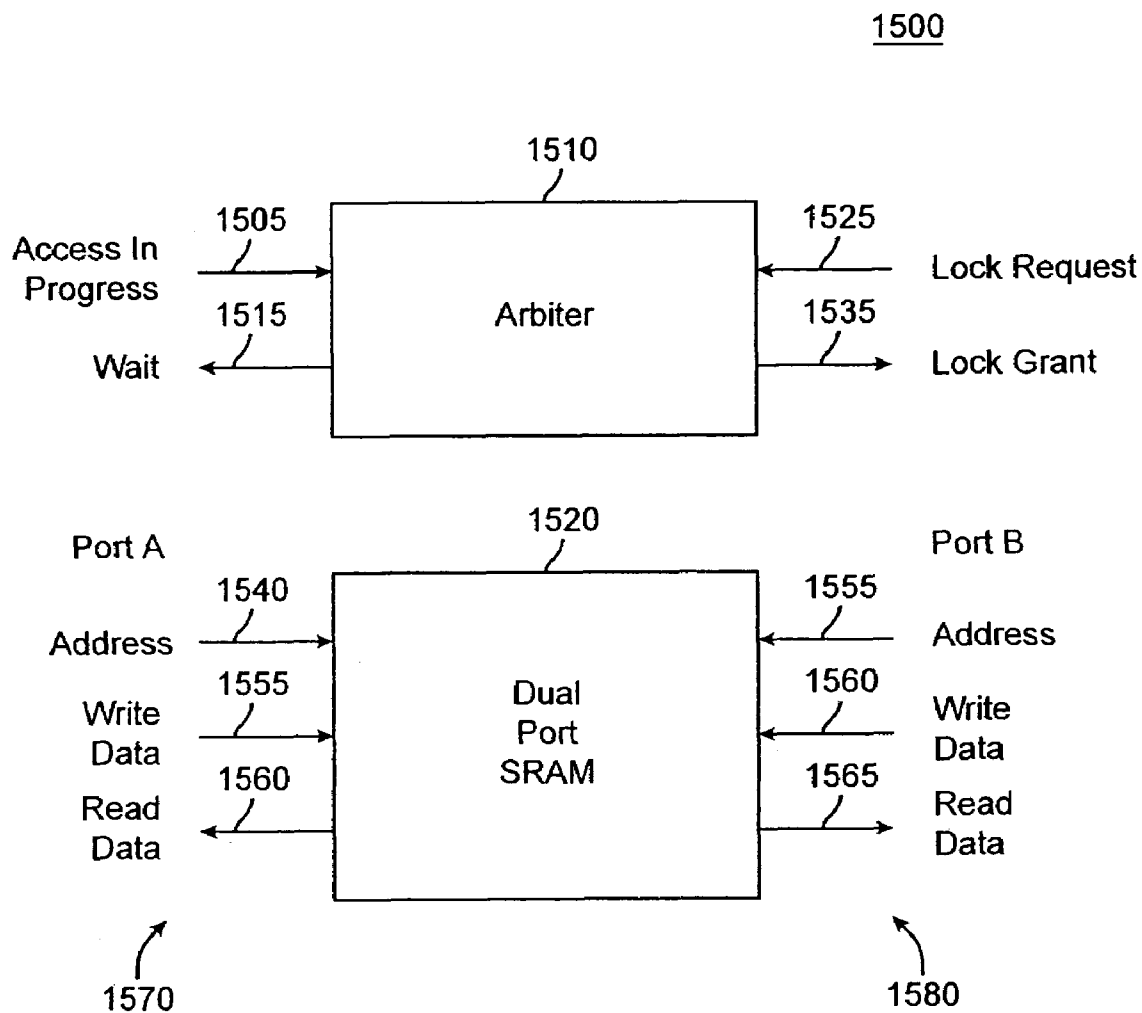 1500
1510
1505
1525
Access In
Progress
Lock Request
Arbiter
1515
1535
Wait
Lock Grant
1520
Port A
Port B
1540
1555
Address
Address
1555
1560
Write
Data
Dual
Port
SRAM
Write
Data
1560
1565
Read
Data
Read
Data
1570
1580